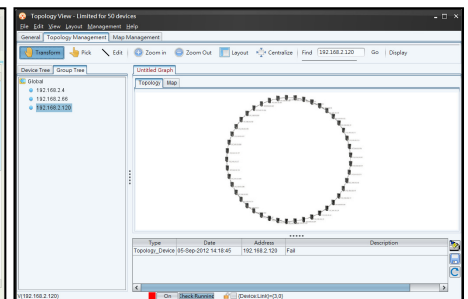 Topology View - Limited for 50 devices
File Edit View Layout Management Help
General Topology Management Map Management
Transform Pick Edit Zoom in Zoom Out Layout Centralize Find 192.168.2.120 Go Display
Device Tree Group Tree
Untitled Graph
Global
Topology Map
192.168.2.4
192.168.2.66
192.168.2.120
Type Date Address Description
Topology_Device 05-Sep-2012 14:18:45 192.168.2.120 Fail
V(192.168.2.120) On Check Running [Device:Link]=[3,0]